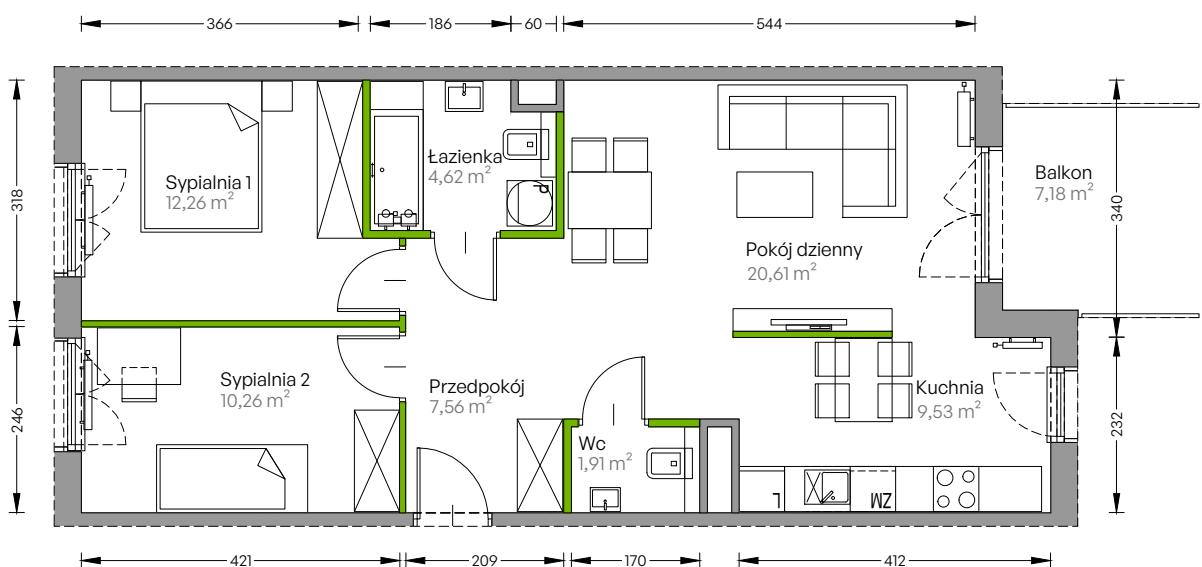 366
186
60
544
318
246
Sypialnia 1
12,26 m²
Łazienka
4,62 m²
Balkon
7,18 m²
340
Pokój dzienny
20,61 m²
Sypialnia 2
10,26 m²
Przedpokój
7,56 m²
Kuchnia
9,53 m²
232
Wc
1,91 m²
L
ZM
421
209
170
412